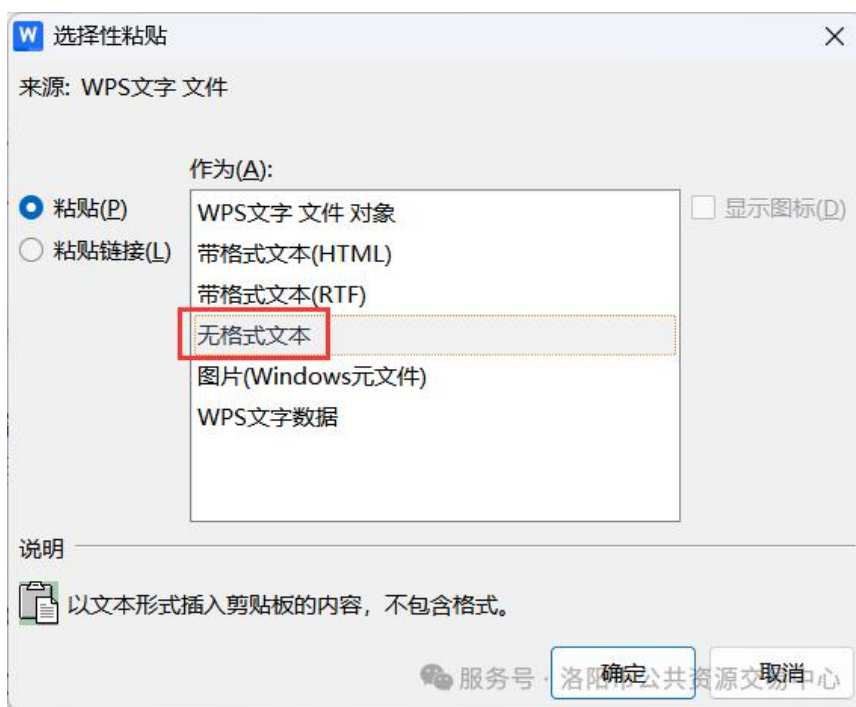 W 选择性粘贴
来源: WPS文字 文件
作为(A):
粘贴(P)
粘贴链接(L)
WPS文字 文件 对象
带格式文本(HTML)
带格式文本(RTF)
无格式文本
图片(Windows元文件)
WPS文字数据
显示图标(D)
说明
以文本形式插入剪贴板的内容，不包含格式。
确定
取消
服务号 · 洛阳市公共资源交易中心